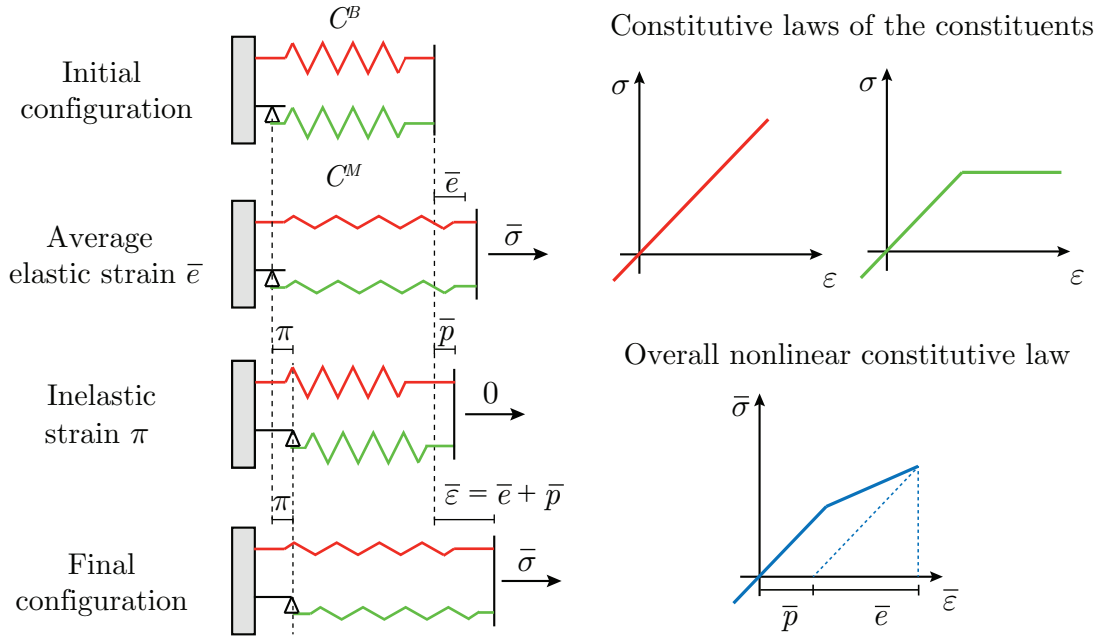 C^B
Initial
configuration
C^M
e̅
Average
elastic strain e̅
σ̅
π
p̅
Inelastic
strain π
0
π
ε̅ = e̅ + p̅
Final
configuration
σ̅
Constitutive laws of the constituents
σ
ε
σ
ε
Overall nonlinear constitutive law
σ̅
ε̅
p̅
e̅